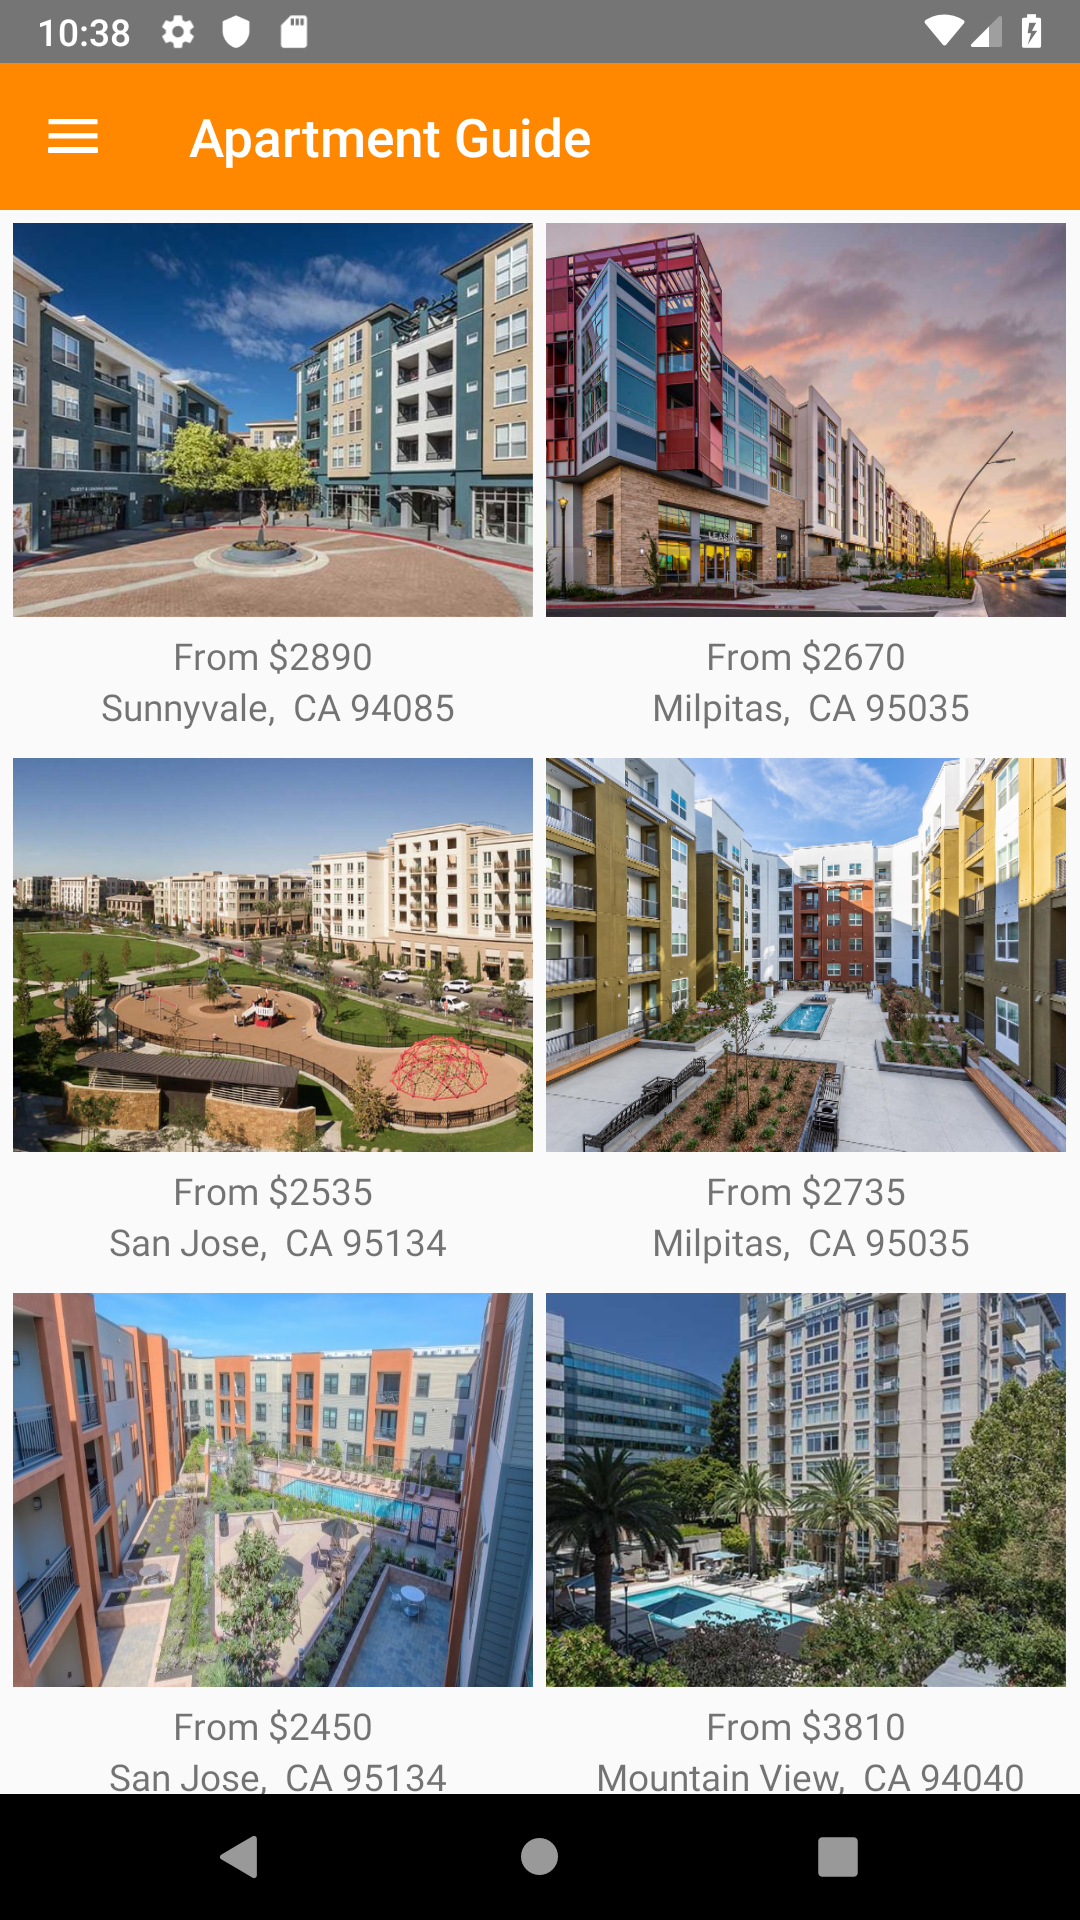 10:38
Apartment Guide
LEASING
From $2890
Sunnyvale,  CA 94085
From $2670
Milpitas,  CA 95035
From $2535
San Jose,  CA 95134
From $2735
Milpitas,  CA 95035
From $2450
San Jose,  CA 95134
From $3810
Mountain View,  CA 94040